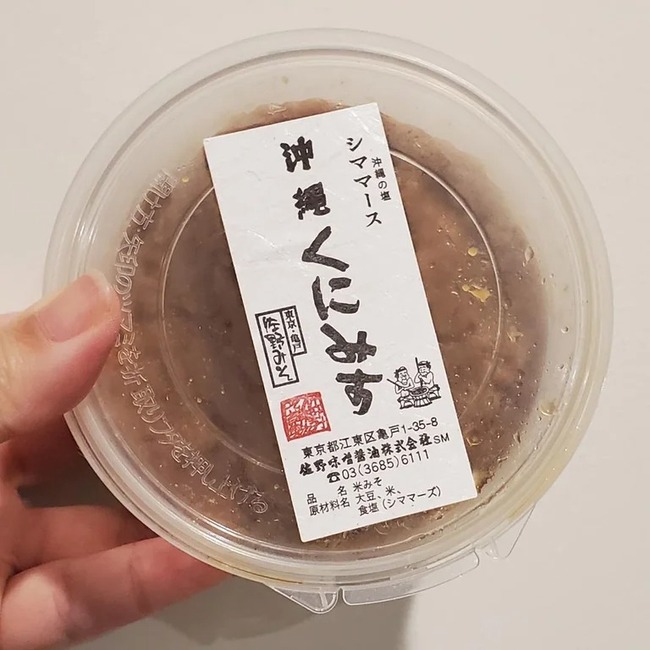 沖縄の塩
シママース
沖縄くにみち
東京・亀戸
佐野みそ
東京都江東区亀戸1-35-8
佐野味噌醤油株式会社SM
☎03(3685)6111
品 名 米みそ
原材料名 大豆、米、
食塩(シママーズ)